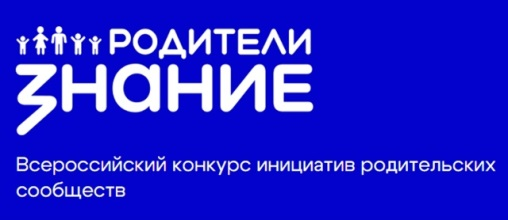 РОДИТЕЛИ
ЗНАНИЕ
Всероссийский конкурс инициатив родительских
сообществ